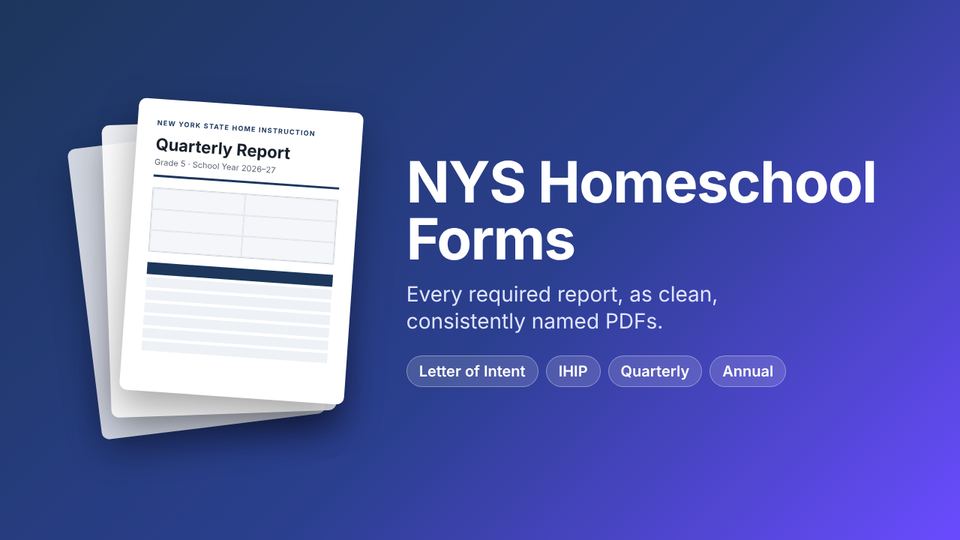 NEW YORK STATE HOME INSTRUCTION
Quarterly Report
Grade 5 · School Year 2026–27
NYS Homeschool
Forms
Every required report, as clean,
consistently named PDFs.
Letter of Intent
IHIP
Quarterly
Annual